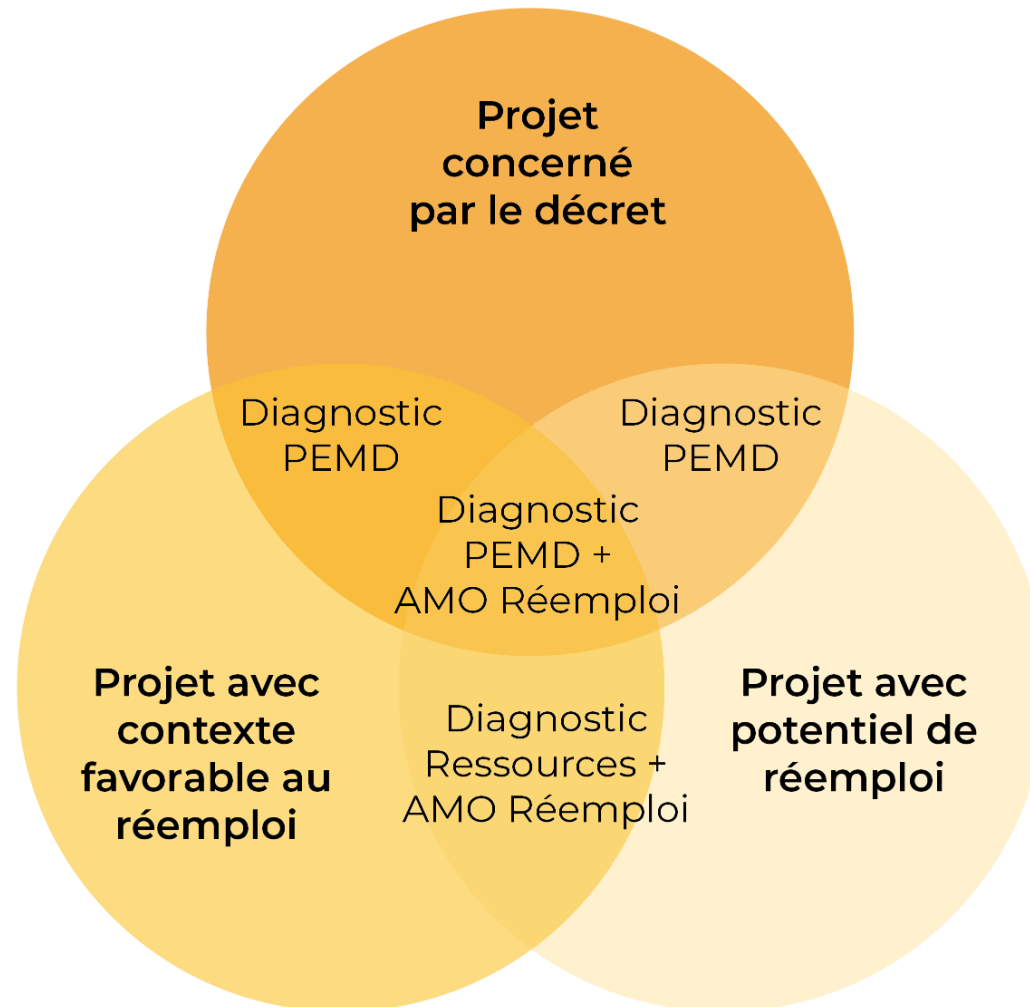 Projet
concerné
par le décret
Diagnostic
PEMD
Diagnostic
PEMD
Diagnostic
PEMD +
AMO Réemploi
Projet avec
contexte
favorable au
réemploi
Diagnostic
Ressources +
AMO Réemploi
Projet avec
potentiel de
réemploi